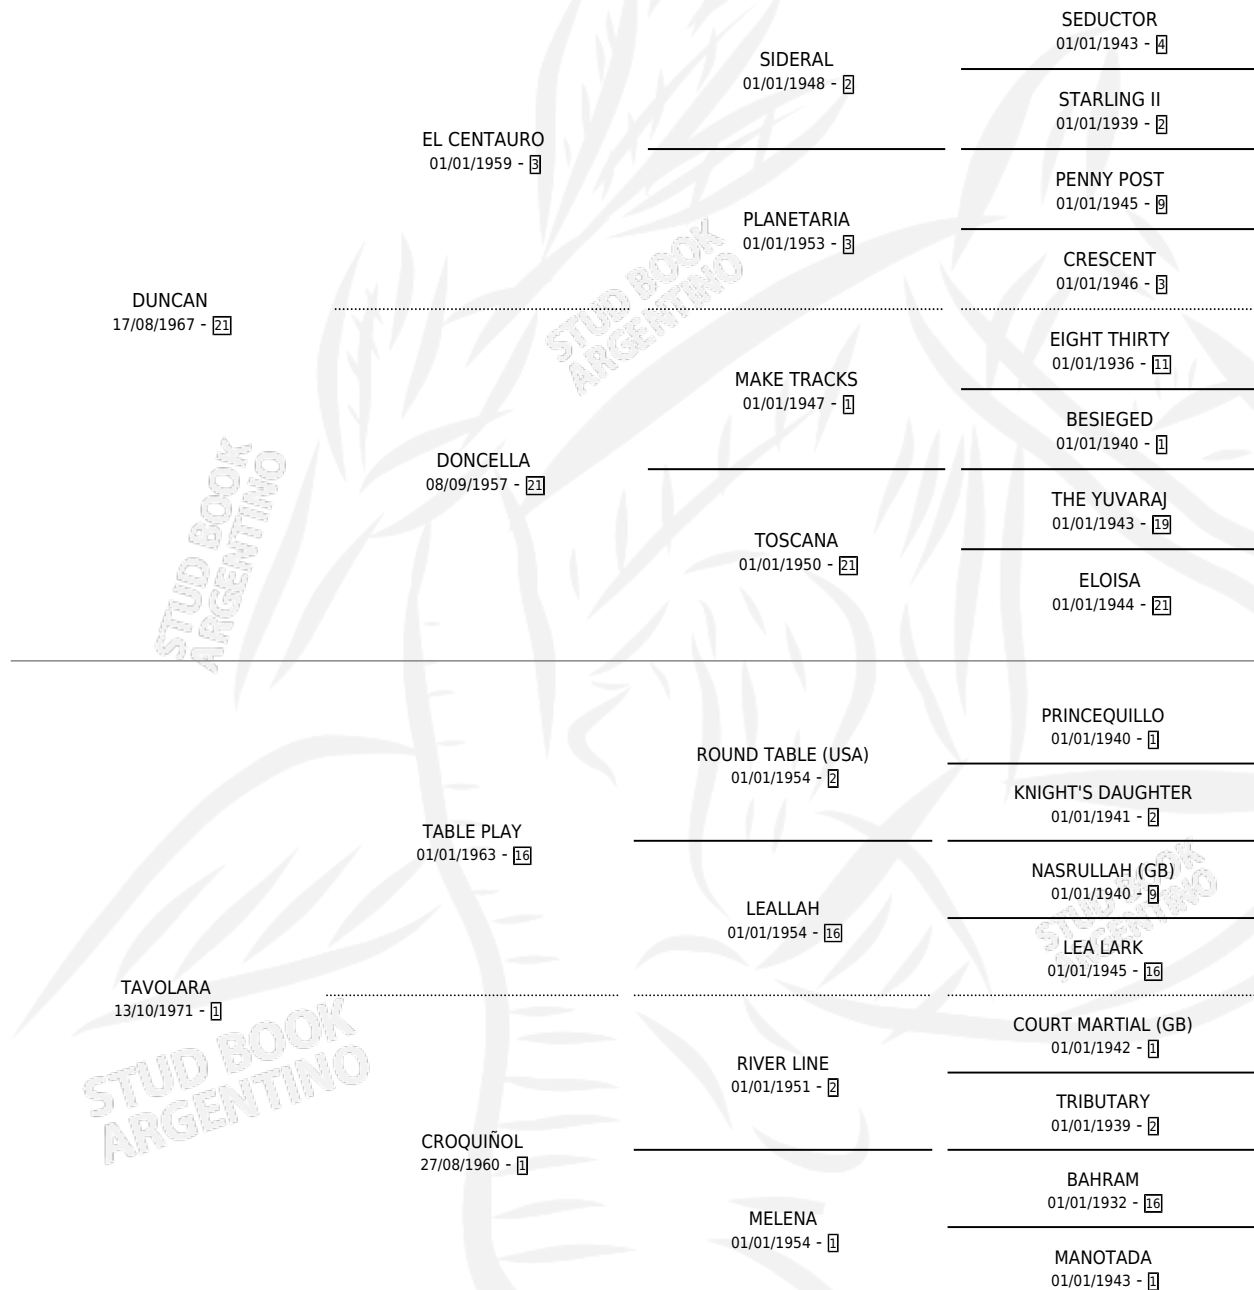 SEDUCTOR
01/01/1943 - 4
SIDERAL
01/01/1948 - 2
STARLING II
01/01/1939 - 2
EL CENTAURO
01/01/1959 - 3
PENNY POST
01/01/1945 - 9
PLANETARIA
01/01/1953 - 3
CRESCENT
01/01/1946 - 3
DUNCAN
17/08/1967 - 21
EIGHT THIRTY
01/01/1936 - 11
MAKE TRACKS
01/01/1947 - 1
BESIEGED
01/01/1940 - 1
DONCELLA
08/09/1957 - 21
THE YUVARAJ
01/01/1943 - 19
TOSCANA
01/01/1950 - 21
ELOISA
01/01/1944 - 21
PRINCEQUILLO
01/01/1940 - 1
ROUND TABLE (USA)
01/01/1954 - 2
KNIGHT'S DAUGHTER
01/01/1941 - 2
TABLE PLAY
01/01/1963 - 16
NASRULLAH (GB)
01/01/1940 - 9
LEALLAH
01/01/1954 - 16
LEA LARK
01/01/1945 - 16
TAVOLARA
13/10/1971 - 1
COURT MARTIAL (GB)
01/01/1942 - 1
RIVER LINE
01/01/1951 - 2
TRIBUTARY
01/01/1939 - 2
CROQUIÑOL
27/08/1960 - 1
BAHRAM
01/01/1932 - 16
MELENA
01/01/1954 - 1
MANOTADA
01/01/1943 - 1
STUD BOOK
ARGENTINO
STUD BOOK
ARGENTINO
STUD BOOK
ARGENTINO
STUD BOOK
ARGENTINO